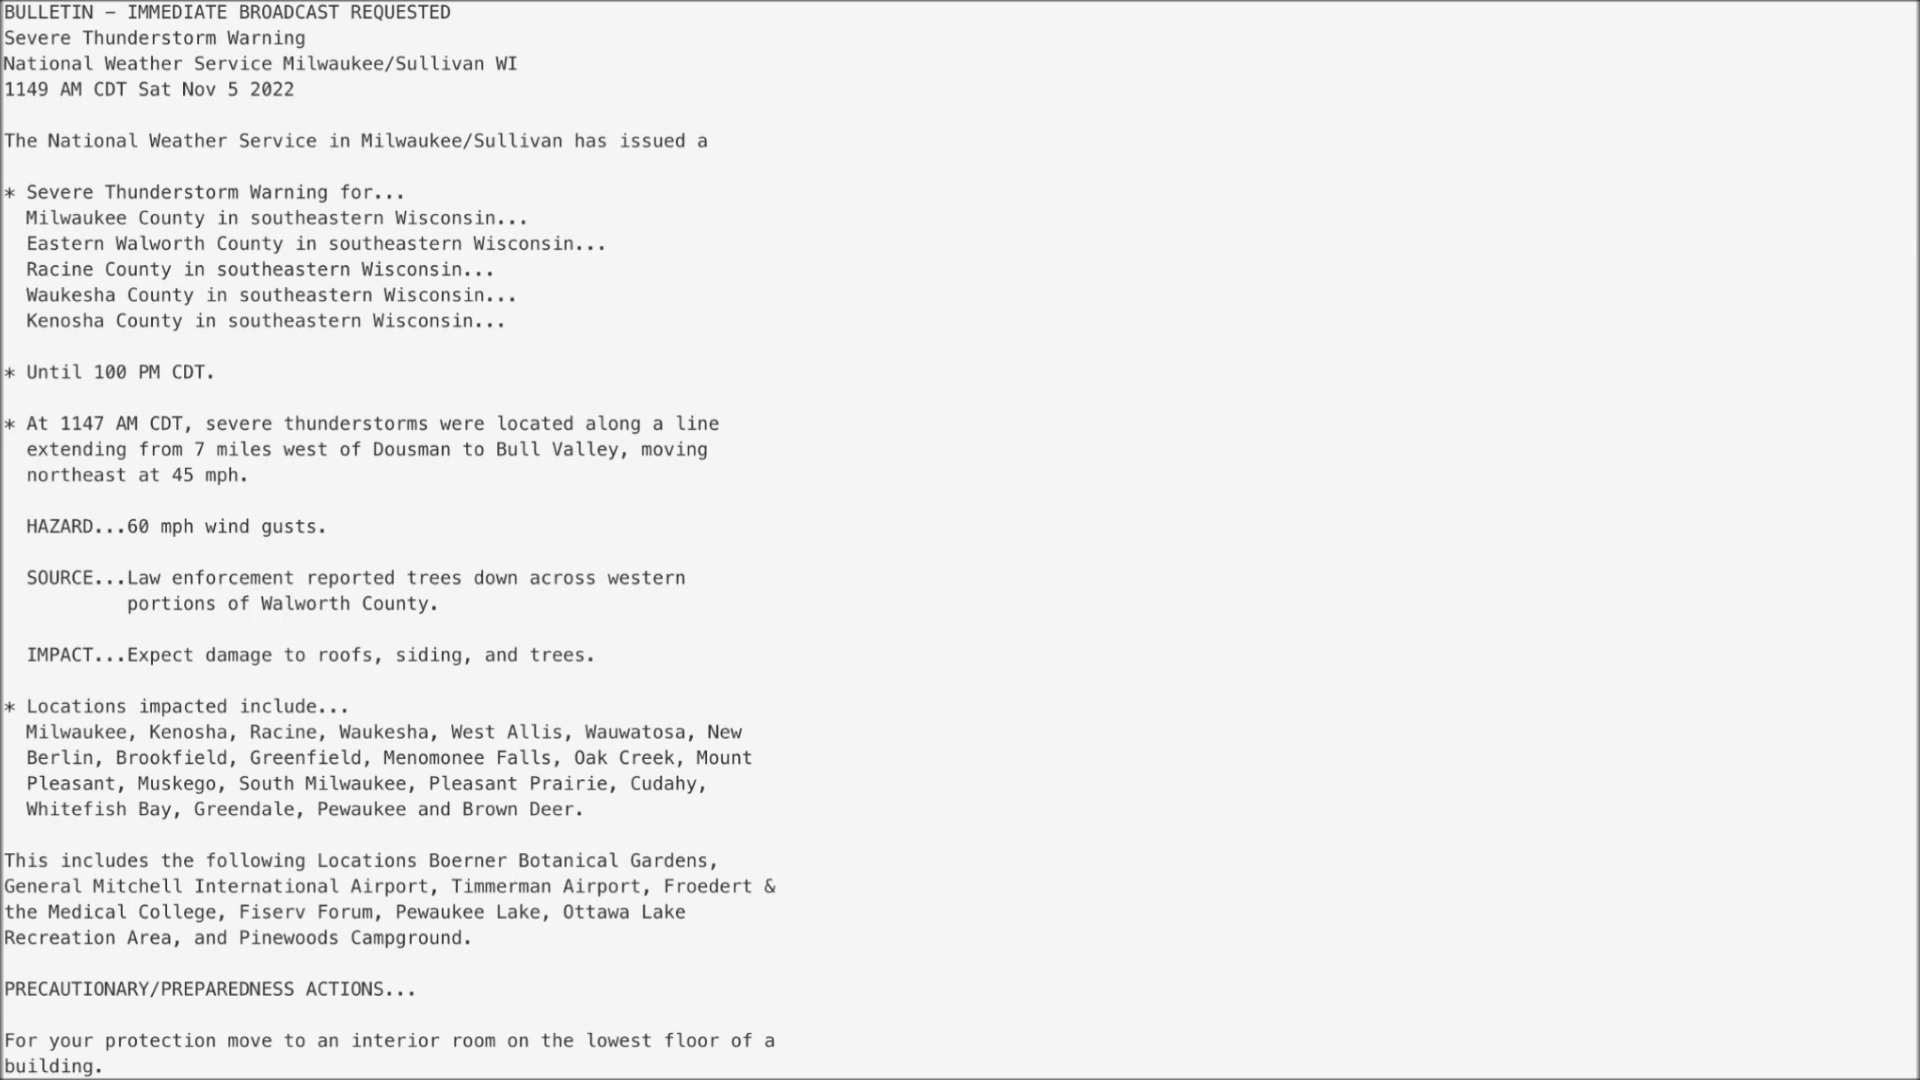 BULLETIN - IMMEDIATE BROADCAST REQUESTED
Severe Thunderstorm Warning
National Weather Service Milwaukee/Sullivan WI
1149 AM CDT Sat Nov 5 2022
The National Weather Service in Milwaukee/Sullivan has issued a
* Severe Thunderstorm Warning for...
Milwaukee County in southeastern Wisconsin...
Eastern Walworth County in southeastern Wisconsin...
Racine County in southeastern Wisconsin...
Waukesha County in southeastern Wisconsin...
Kenosha County in southeastern Wisconsin...
* Until 100 PM CDT.
* At 1147 AM CDT, severe thunderstorms were located along a line
extending from 7 miles west of Dousman to Bull Valley, moving
northeast at 45 mph.
HAZARD...60 mph wind gusts.
SOURCE...Law enforcement reported trees down across western
portions of Walworth County.
IMPACT...Expect damage to roofs, siding, and trees.
* Locations impacted include...
Milwaukee, Kenosha, Racine, Waukesha, West Allis, Wauwatosa, New
Berlin, Brookfield, Greenfield, Menomonee Falls, Oak Creek, Mount
Pleasant, Muskego, South Milwaukee, Pleasant Prairie, Cudahy,
Whitefish Bay, Greendale, Pewaukee and Brown Deer.
This includes the following Locations Boerner Botanical Gardens,
General Mitchell International Airport, Timmerman Airport, Froedert &
the Medical College, Fiserv Forum, Pewaukee Lake, Ottawa Lake
Recreation Area, and Pinewoods Campground.
PRECAUTIONARY/PREPAREDNESS ACTIONS...
For your protection move to an interior room on the lowest floor of a
building.